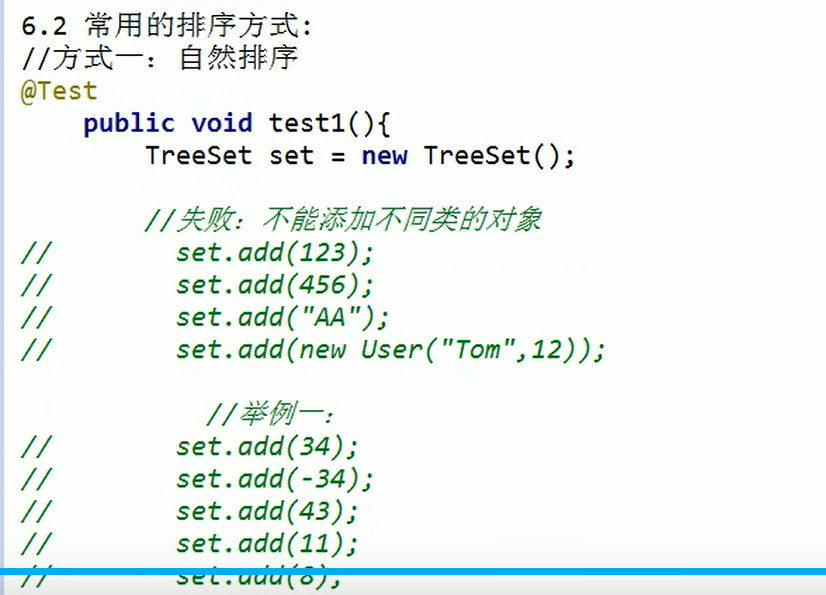 6.2 常用的排序方式:
//方式一：自然排序
@Test
    public void test1(){
        TreeSet set = new TreeSet();

        //失败：不能添加不同类的对象
//        set.add(123);
//        set.add(456);
//        set.add("AA");
//        set.add(new User("Tom",12));

            //举例一：
//        set.add(34);
//        set.add(-34);
//        set.add(43);
//        set.add(11);
//        set.add(8);